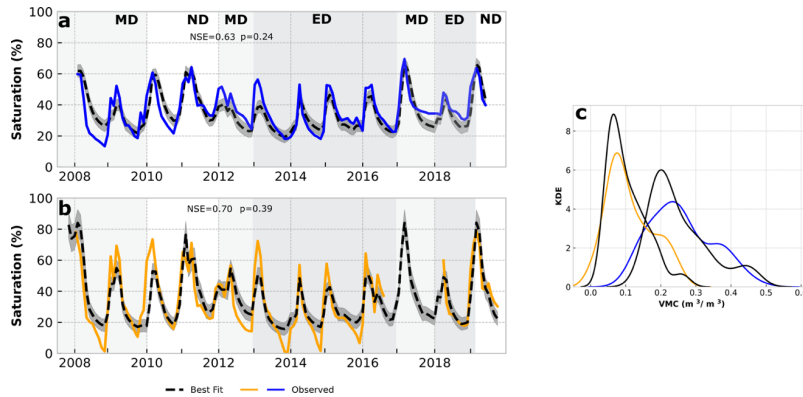 MD ND MD ED MD ED ND
a
NSE=0.63 p=0.24
Saturation (%)
100
80
60
40
20
0
2008 2010 2012 2014 2016 2018
b
NSE=0.70 p=0.39
Saturation (%)
100
80
60
40
20
0
2008 2010 2012 2014 2016 2018
Best Fit Observed
c
KDE
8
6
4
2
0
0.0 0.1 0.2 0.3 0.4 0.5 0.6
VMC (m³/m³)